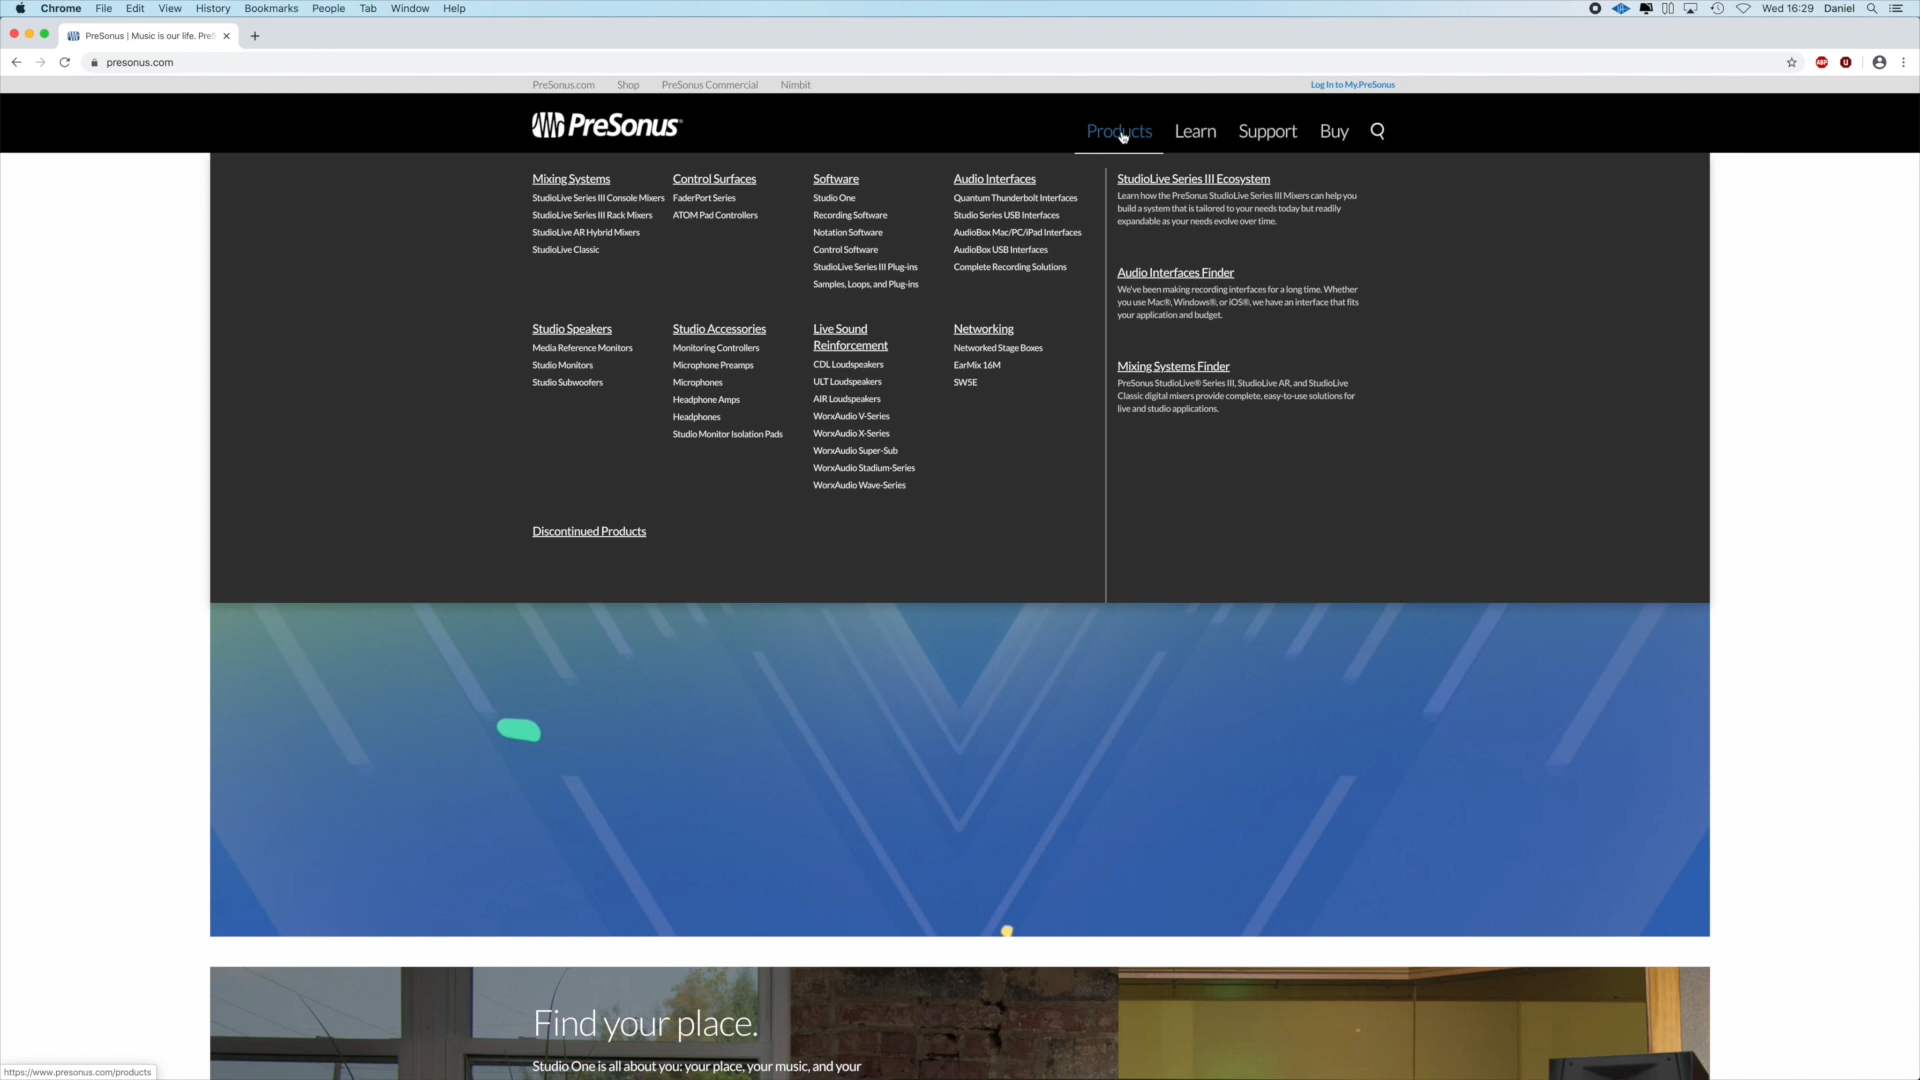 Chrome File Edit View History Bookmarks People Tab Window Help
Wed 16:29 Daniel
PreSonus | Music is our life. PreS
presonus.com
ABP
U
PreSonus.com Shop PreSonus Commercial Nimbit
Log In to My.PreSonus
PreSonus
Products Learn Support Buy
Mixing Systems
StudioLive Series III Console Mixers
StudioLive Series III Rack Mixers
StudioLive AR Hybrid Mixers
StudioLive Classic
Control Surfaces
FaderPort Series
ATOM Pad Controllers
Software
Studio One
Recording Software
Notation Software
Control Software
StudioLive Series III Plug-ins
Samples, Loops, and Plug-ins
Audio Interfaces
Quantum Thunderbolt Interfaces
Studio Series USB Interfaces
AudioBox Mac/PC/iPad Interfaces
AudioBox USB Interfaces
Complete Recording Solutions
Studio Speakers
Media Reference Monitors
Studio Monitors
Studio Subwoofers
Studio Accessories
Monitoring Controllers
Microphone Preamps
Microphones
Headphone Amps
Headphones
Studio Monitor Isolation Pads
Live Sound
Reinforcement
CDL Loudspeakers
ULT Loudspeakers
AIR Loudspeakers
WorxAudio V-Series
WorxAudio X-Series
WorxAudio Super-Sub
WorxAudio Stadium-Series
WorxAudio Wave-Series
Networking
Networked Stage Boxes
EarMix 16M
SW5E
Discontinued Products
StudioLive Series III Ecosystem
Learn how the PreSonus StudioLive Series III Mixers can help you
build a system that is tailored to your needs today but readily
expandable as your needs evolve over time.
Audio Interfaces Finder
We've been making recording interfaces for a long time. Whether
you use Mac®, Windows®, or iOS®, we have an interface that fits
your application and budget.
Mixing Systems Finder
PreSonus StudioLive® Series III, StudioLive AR, and StudioLive
Classic digital mixers provide complete, easy-to-use solutions for
live and studio applications.
Find your place.
Studio One is all about you: your place, your music, and your
https://www.presonus.com/products